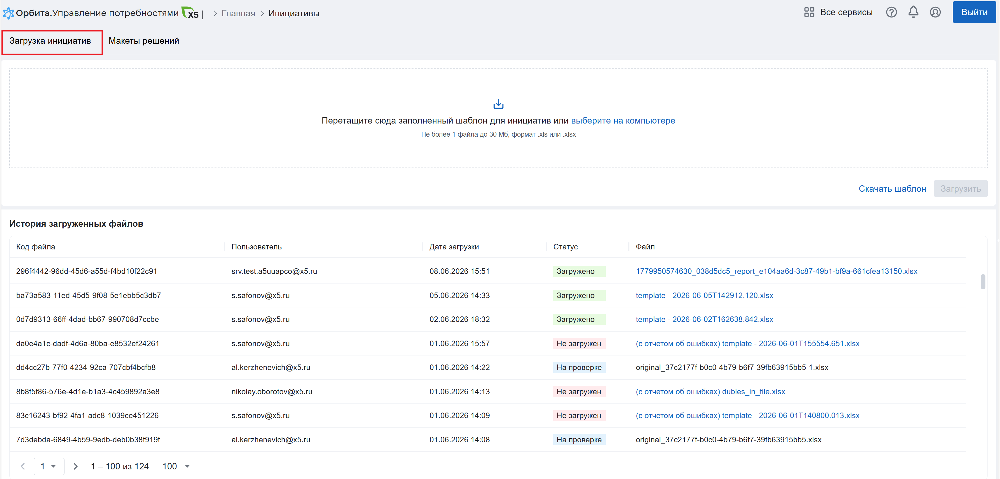 Орбита.Управление потребностями X5 | > Главная > Инициативы Все сервисы Выйти
Загрузка инициатив Макеты решений
Перетащите сюда заполненный шаблон для инициатив или выберите на компьютере
Не более 1 файла до 30 Мб, формат .xls или .xlsx
Скачать шаблон Загрузить
История загруженных файлов
Код файла Пользователь Дата загрузки Статус Файл
296f4442-96dd-45d6-a55d-f4bd10f22c91 srv.test.a5uuapco@x5.ru 08.06.2026 15:51 Загружено 1779950574630_038d5dc5_report_e104aa6d-3c87-49b1-bf9a-661cfea13150.xlsx
ba73a583-11ed-45d5-9f08-5e1ebb5c3db7 s.safonov@x5.ru 05.06.2026 14:33 Загружено template - 2026-06-05T142912.120.xlsx
0d7d9313-66ff-4dad-bb67-990708d7ccbe s.safonov@x5.ru 02.06.2026 18:32 Загружено template - 2026-06-02T162638.842.xlsx
da0e4a1c-dadf-4d6a-80ba-e8532ef24261 s.safonov@x5.ru 01.06.2026 15:57 Не загружен (с отчетом об ошибках) template - 2026-06-01T155554.651.xlsx
dd4cc27b-77f0-4234-92ca-707cbf4bcfb8 al.kerzhenevich@x5.ru 01.06.2026 14:22 На проверке original_37c2177f-b0c0-4b79-b6f7-39fb63915bb5-1.xlsx
8b8f5f86-576e-4d1e-b1a3-4c459892a3e8 nikolay.oborotov@x5.ru 01.06.2026 14:13 Не загружен (с отчетом об ошибках) dubles_in_file.xlsx
83c16243-bf92-4fa1-adc8-1039ce451226 s.safonov@x5.ru 01.06.2026 14:09 Не загружен (с отчетом об ошибках) template - 2026-06-01T140800.013.xlsx
7d3debda-6849-4b59-9edb-deb0b38f919f al.kerzhenevich@x5.ru 01.06.2026 14:08 На проверке original_37c2177f-b0c0-4b79-b6f7-39fb63915bb5.xlsx
1 1 – 100 из 124 100